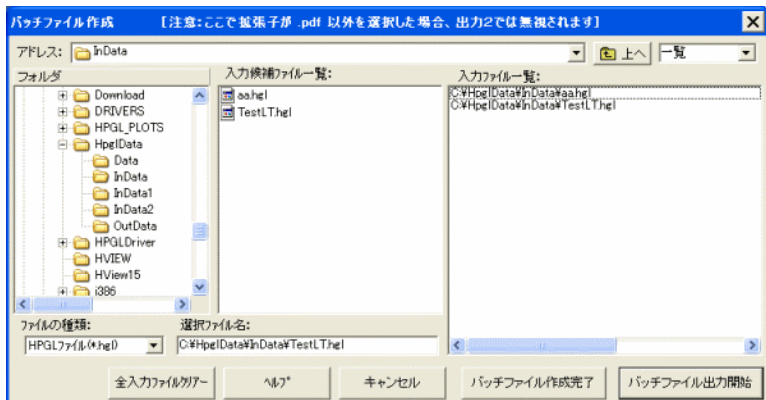 バッチファイル作成　　　[注意:ここで拡張子が .pdf 以外を選択した場合、出力2では無視されます]
アドレス: InData 上へ 一覧
フォルダ
Download
DRIVERS
HPGL_PLOTS
HpglData
Data
InData
InData1
InData2
OutData
HPGLDriver
HVIEW
HView15
i386
入力候補ファイル一覧:
aa.hgl
TestLT.hgl
入力ファイル一覧:
C:¥HpglData¥InData¥aa.hgl
C:¥HpglData¥InData¥TestLT.hgl
ファイルの種類:
HPGLファイル(*.hgl)
選択ファイル名:
C:¥HpglData¥InData¥TestLT.hgl
全入力ファイルクリアー ヘルプ キャンセル バッチファイル作成完了 バッチファイル出力開始